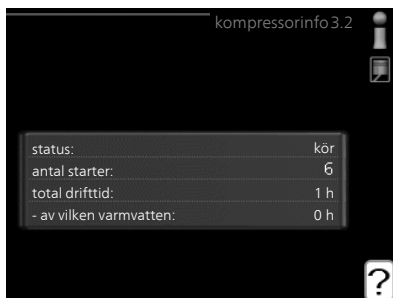 kompressorinfo 3.2
status: kör
antal starter: 6
total drifttid: 1 h
- av vilken varmvatten: 0 h
?